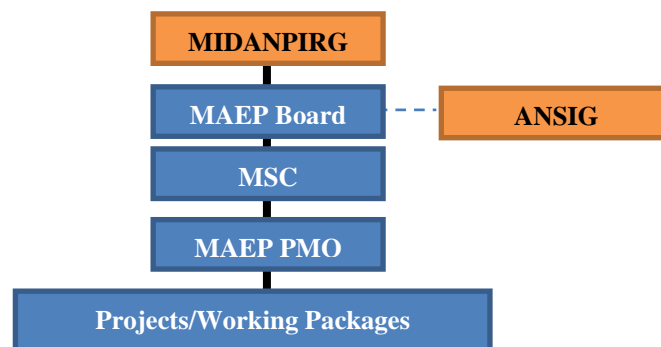 MIDANPIRG
MAEP Board
ANSIG
MSC
MAEP PMO
Projects/Working Packages